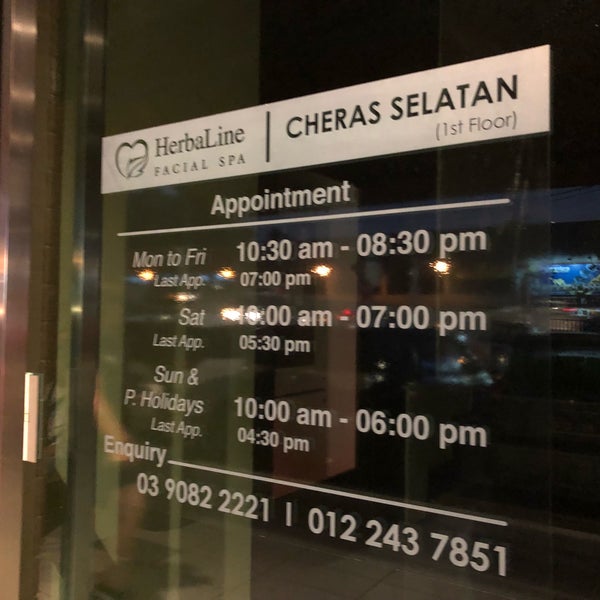 HerbaLine
FACIAL SPA
CHERAS SELATAN
(1st Floor)
Appointment
Mon to Fri 10:30 am - 08:30 pm
Last App. 07:00 pm
Sat 10:00 am - 07:00 pm
Last App. 05:30 pm
Sun &
P. Holidays 10:00 am - 06:00 pm
Last App. 04:30 pm
Enquiry
03 9082 2221 | 012 243 7851